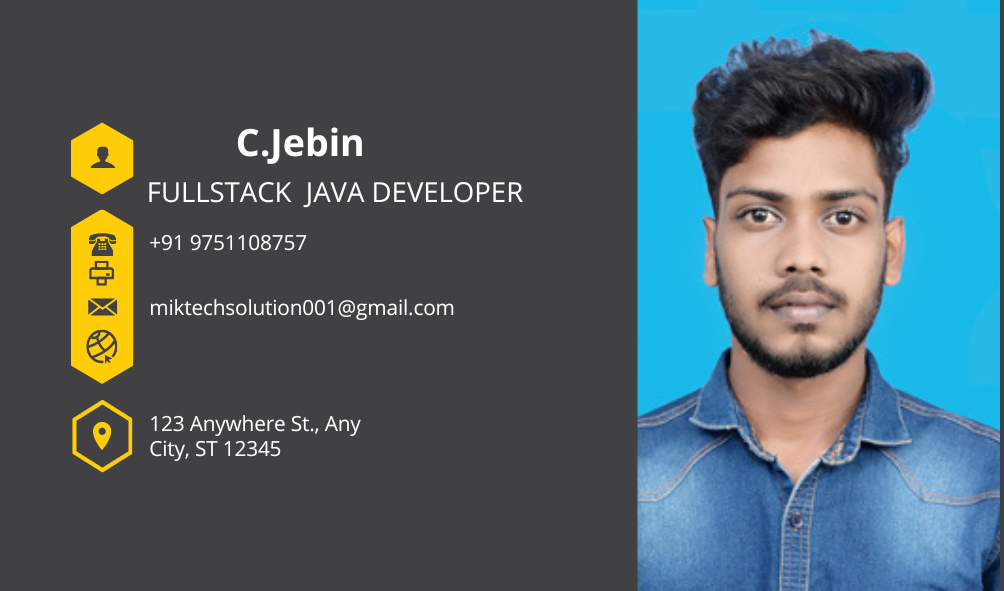 C.Jebin
FULLSTACK JAVA DEVELOPER
+91 9751108757
miktechsolution001@gmail.com
123 Anywhere St., Any
City, ST 12345